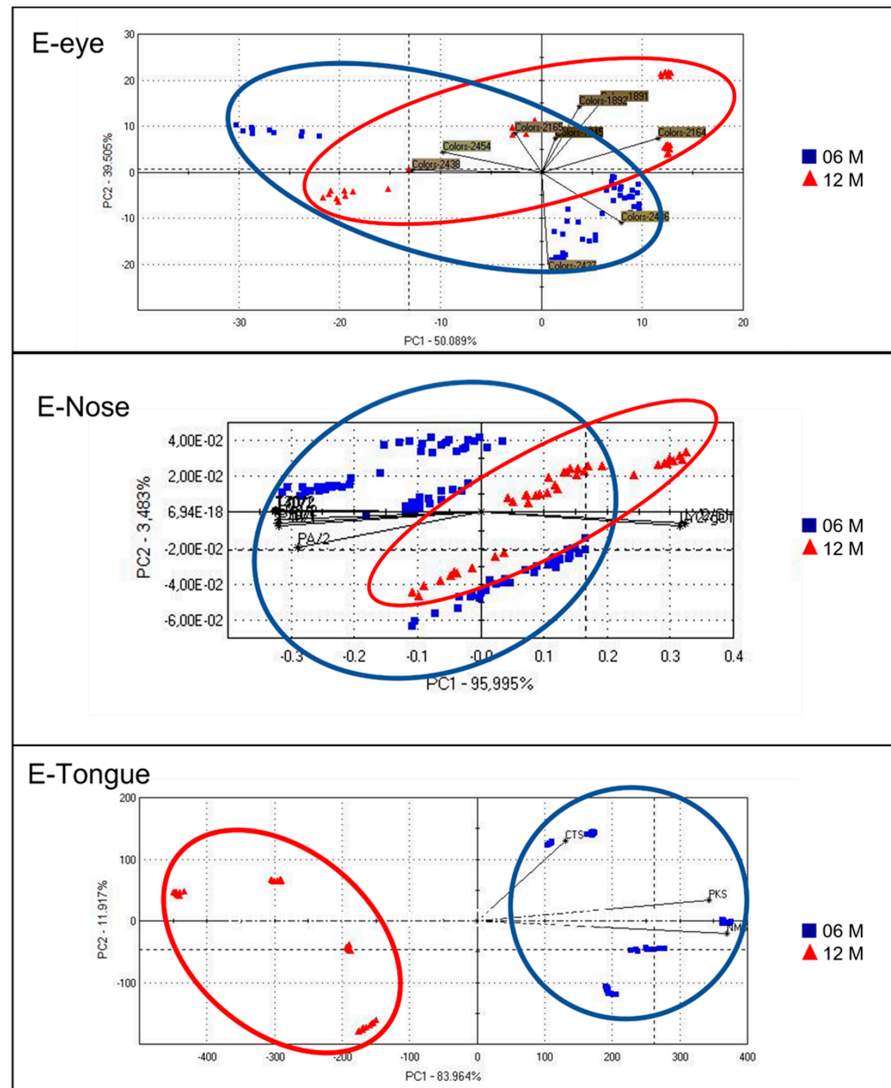 E-eye
30
20
10
0
-10
-20
-30 -20 -10 0 10 20
PC2 - 39.505%
PC1 - 50.089%
Colors-1892
Colors-2165
Colors-2164
Colors-2454
Colors-2438
06 M
12 M
E-Nose
4,00E-02
2,00E-02
6,94E-18
-2,00E-02
-4,00E-02
-6,00E-02
-0.3 -0.2 -0.1 -0.0 0.1 0.2 0.3 0.4
PC2 - 3,483%
PC1 - 95,995%
PA/2
06 M
12 M
E-Tongue
200
100
0
-100
-400 -300 -200 -100 0 100 200 300 400
PC2 - 11.917%
PC1 - 83.964%
CTS
PKS
06 M
12 M